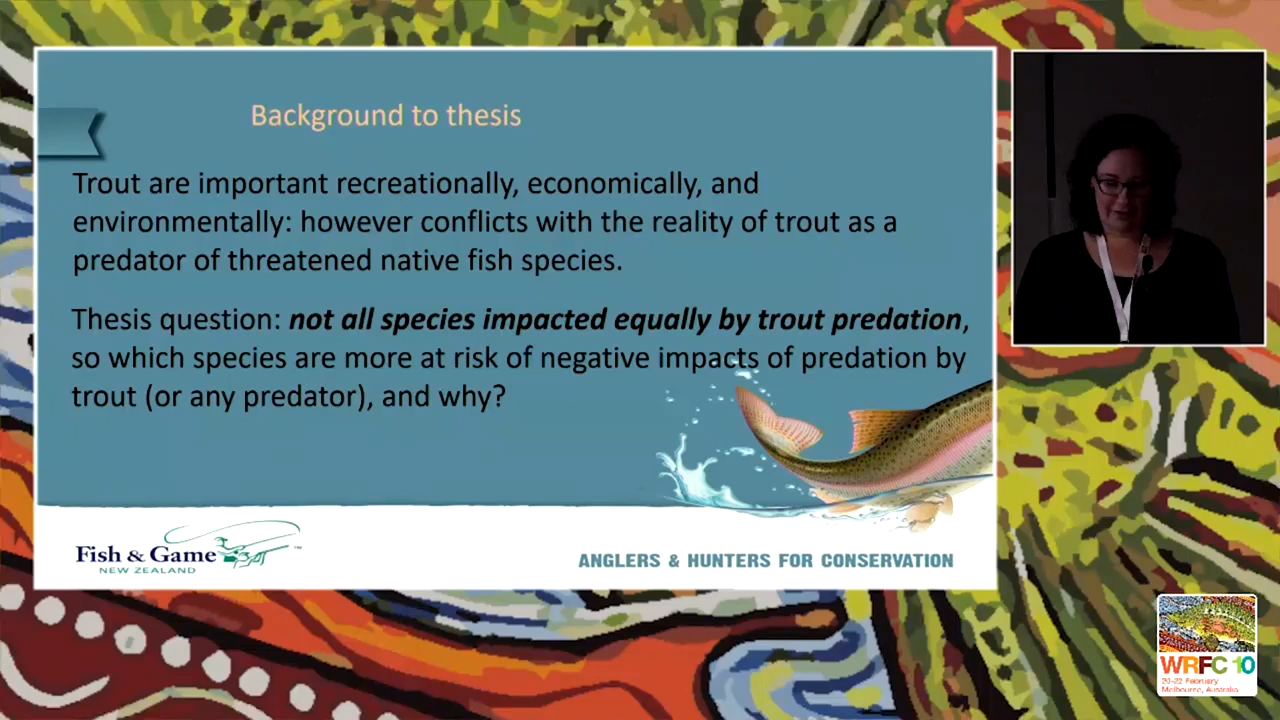 Background to thesis
Trout are important recreationally, economically, and
environmentally: however conflicts with the reality of trout as a
predator of threatened native fish species.
Thesis question: not all species impacted equally by trout predation,
so which species are more at risk of negative impacts of predation by
trout (or any predator), and why?
Fish & Game™
NEW ZEALAND
ANGLERS & HUNTERS FOR CONSERVATION
WRFC 10
20-22 February
Melbourne, Australia